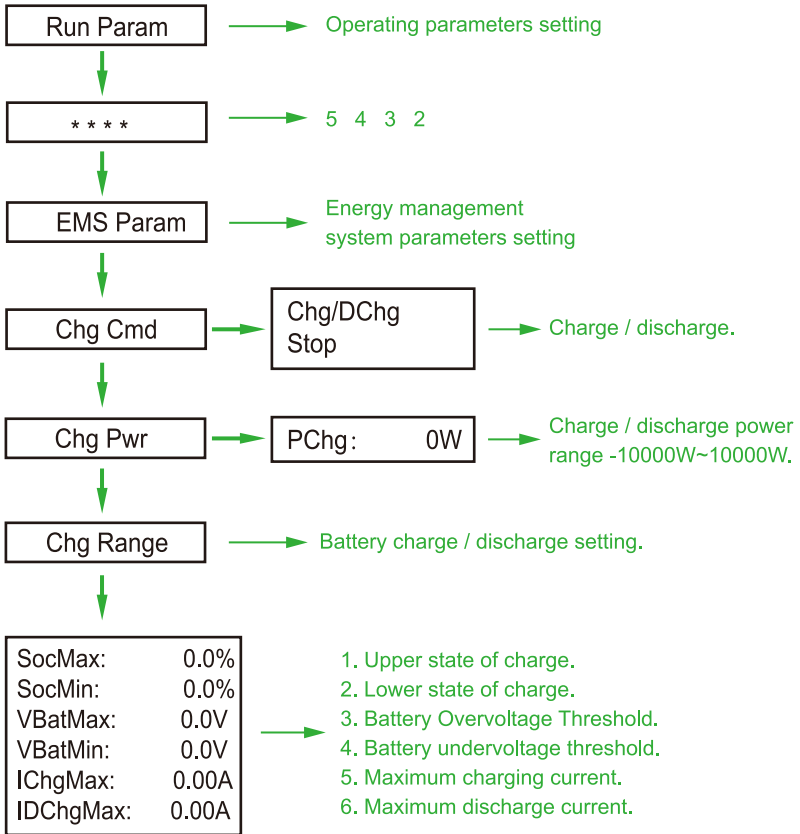 Run Param
Operating parameters setting
* * * *
5 4 3 2
EMS Param
Energy management
system parameters setting
Chg Cmd
Chg/DChg
Stop
Charge / discharge.
Chg Pwr
PChg: 0W
Charge / discharge power
range -10000W~10000W.
Chg Range
Battery charge / discharge setting.
SocMax: 0.0%
SocMin: 0.0%
VBatMax: 0.0V
VBatMin: 0.0V
IChgMax: 0.00A
IDChgMax: 0.00A
1. Upper state of charge.
2. Lower state of charge.
3. Battery Overvoltage Threshold.
4. Battery undervoltage threshold.
5. Maximum charging current.
6. Maximum discharge current.